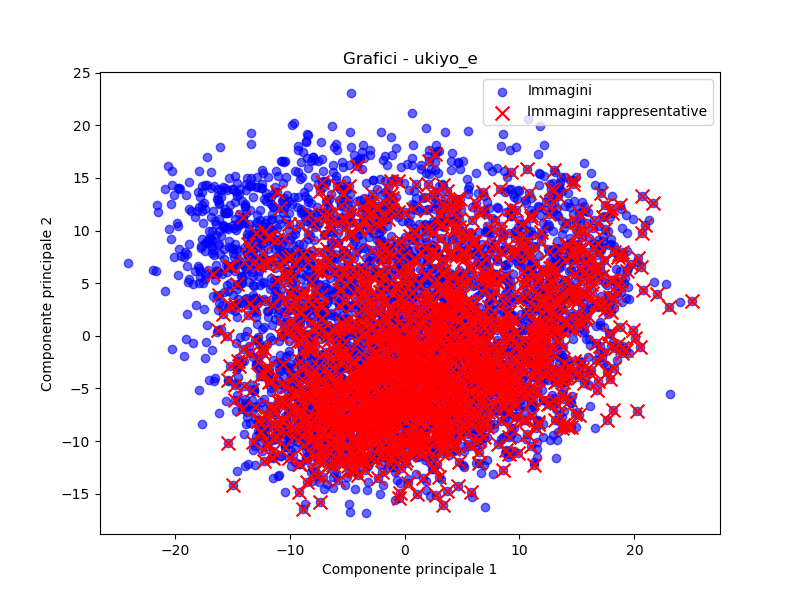 Grafici - ukiyo_e
Immagini
Immagini rappresentative
25
20
15
10
5
0
−5
−10
−15
Componente principale 2
−20
−10
0
10
20
Componente principale 1